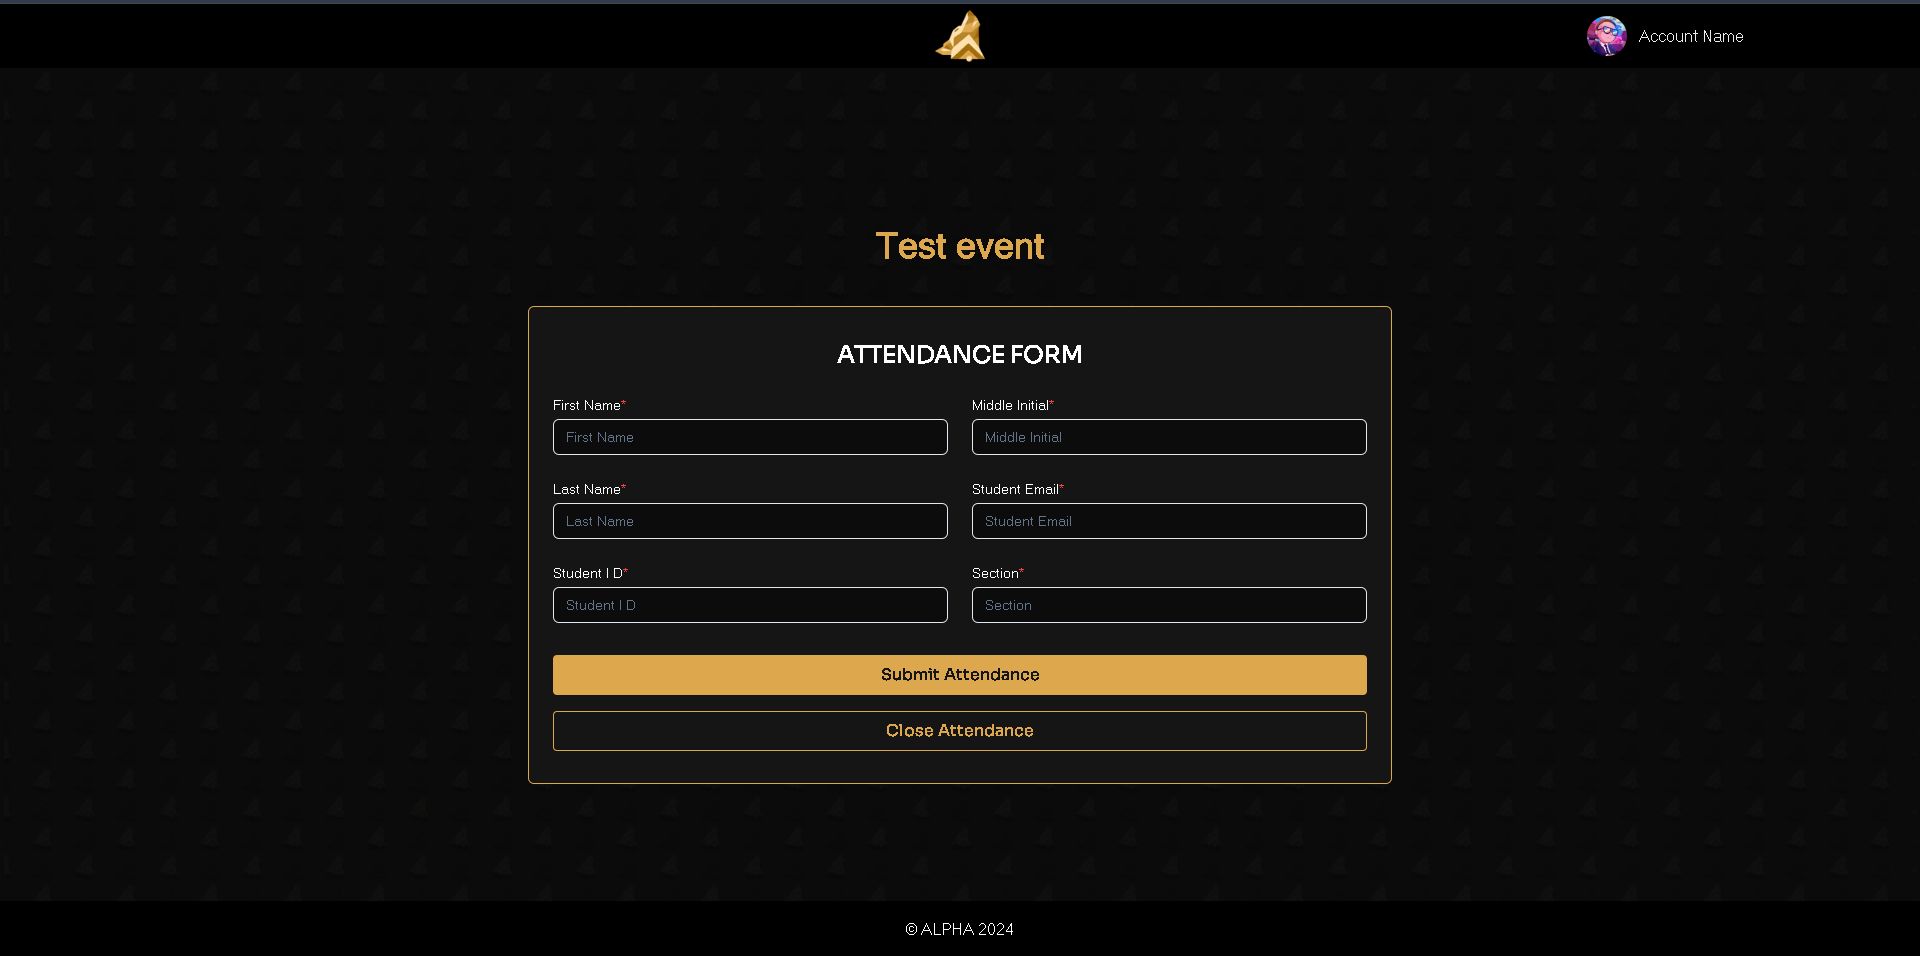 Account Name
Test event
ATTENDANCE FORM
First Name*
Middle Initial*
First Name
Middle Initial
Last Name*
Student Email*
Last Name
Student Email
Student I D*
Section*
Student I D
Section
Submit Attendance
Close Attendance
© ALPHA 2024